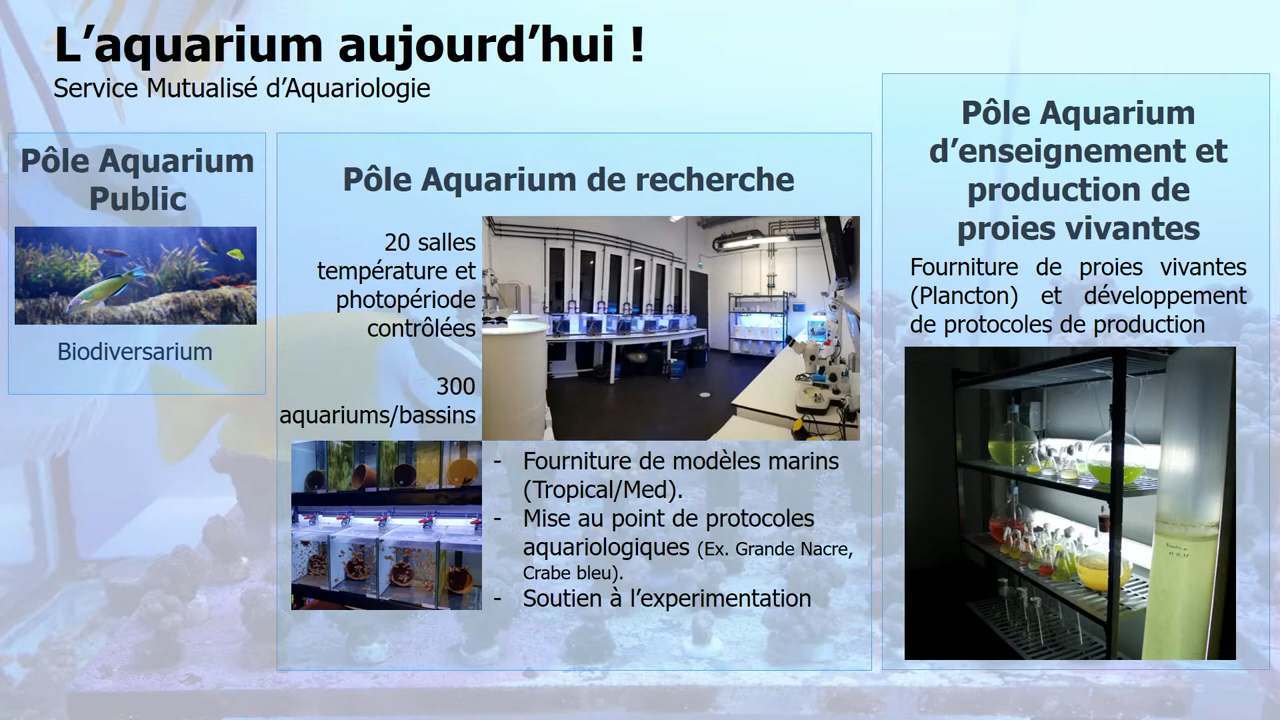 L’aquarium aujourd’hui !
Service Mutualisé d’Aquariologie
Pôle Aquarium
Public
Biodiversarium
Pôle Aquarium de recherche
20 salles
température et
photopériode
contrôlées
300
aquariums/bassins
- Fourniture de modèles marins
(Tropical/Med).
- Mise au point de protocoles
aquariologiques (Ex. Grande Nacre,
Crabe bleu).
- Soutien à l’experimentation
Pôle Aquarium
d’enseignement et
production de
proies vivantes
Fourniture de proies vivantes
(Plancton) et développement
de protocoles de production